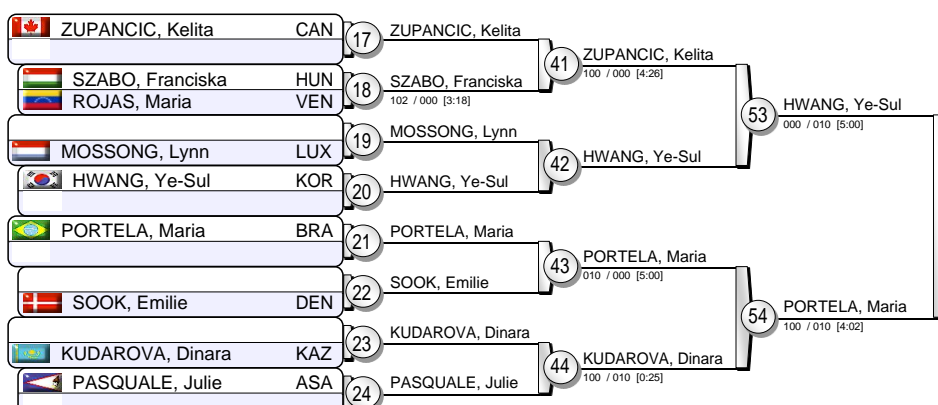 ZUPANCIC, Kelita CAN
SZABO, Franciska HUN
ROJAS, Maria VEN
MOSSONG, Lynn LUX
HWANG, Ye-Sul KOR
PORTELA, Maria BRA
SOOK, Emilie DEN
KUDAROVA, Dinara KAZ
PASQUALE, Julie ASA
17 ZUPANCIC, Kelita
18 SZABO, Franciska
102 / 000 [3:18]
19 MOSSONG, Lynn
20 HWANG, Ye-Sul
21 PORTELA, Maria
22 SOOK, Emilie
23 KUDAROVA, Dinara
24 PASQUALE, Julie
41 ZUPANCIC, Kelita
100 / 000 [4:26]
42 HWANG, Ye-Sul
43 PORTELA, Maria
010 / 000 [5:00]
44 KUDAROVA, Dinara
100 / 010 [0:25]
53 HWANG, Ye-Sul
000 / 010 [5:00]
54 PORTELA, Maria
100 / 010 [4:02]